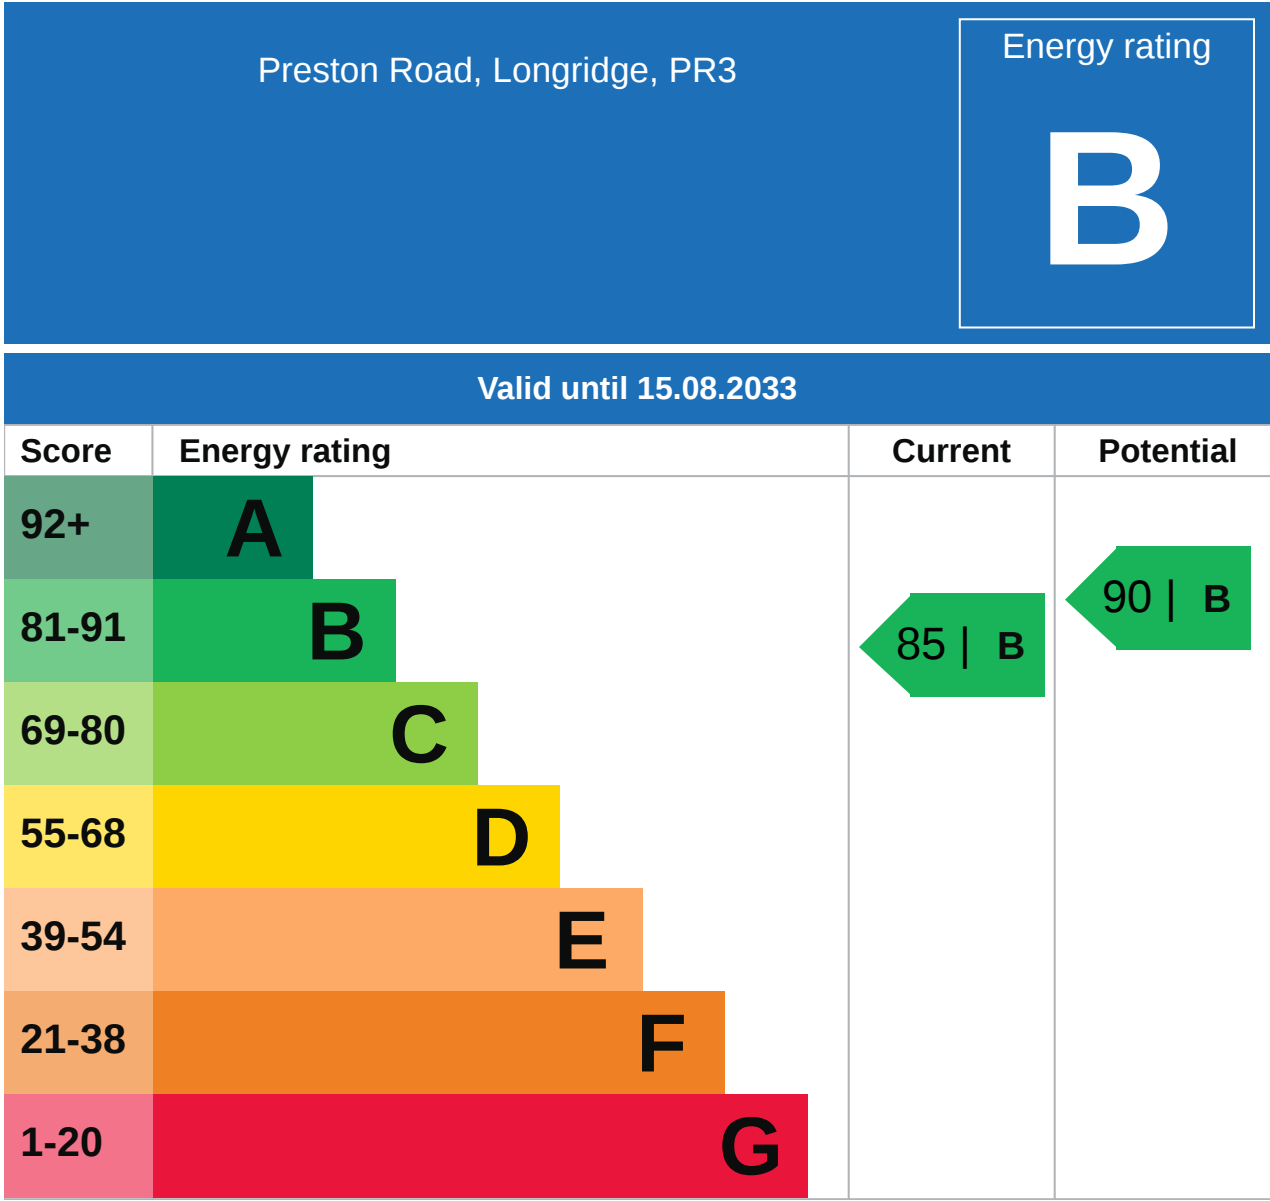 Preston Road, Longridge, PR3
Energy rating
B
Valid until 15.08.2033
Score Energy rating Current Potential
92+ A
81-91 B 85 | B 90 | B
69-80 C
55-68 D
39-54 E
21-38 F
1-20 G